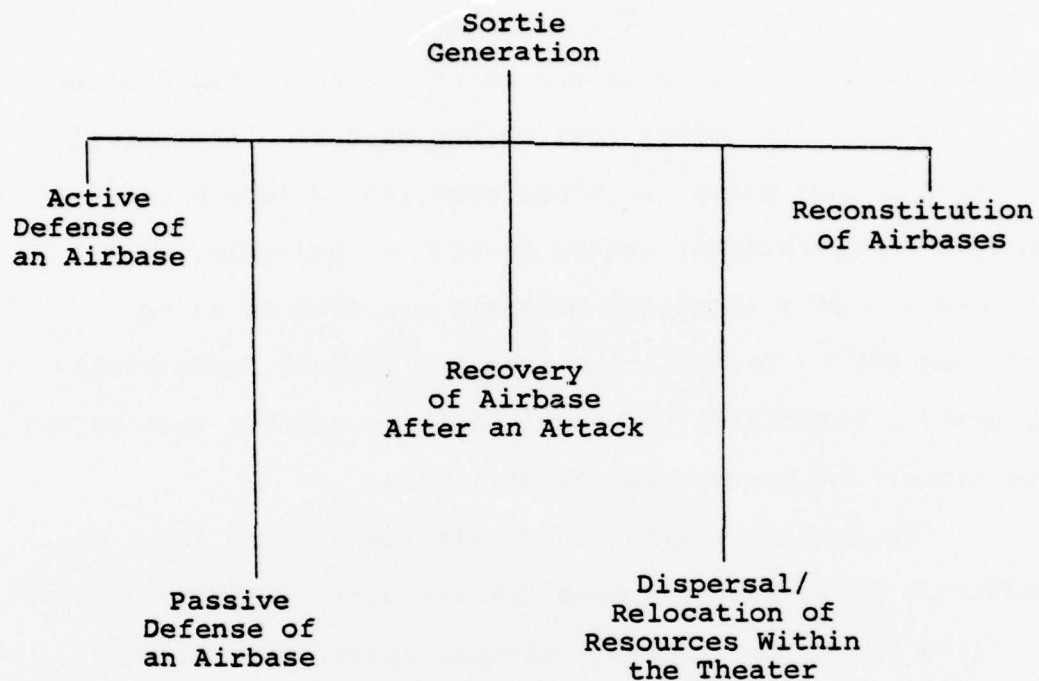 Sortie
Generation
Active
Defense of
an Airbase
Reconstitution
of Airbases
Recovery
of Airbase
After an Attack
Passive
Defense of
an Airbase
Dispersal/
Relocation of
Resources Within
the Theater